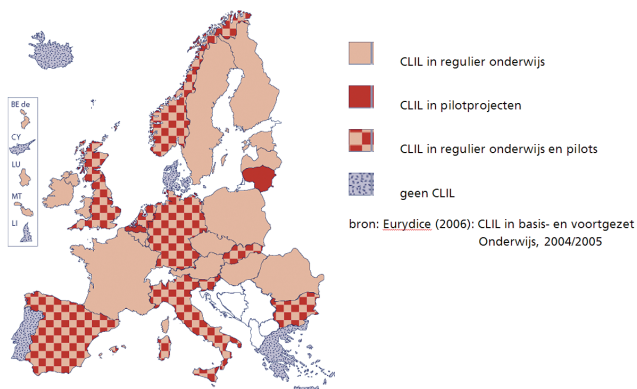 CLIL in regulier onderwijs
BE de
CLIL in pilotprojecten
CY
CLIL in regulier onderwijs en pilots
LU
MT
geen CLIL
LI
bron: Eurydice (2006): CLIL in basis- en voortgezet
Onderwijs, 2004/2005